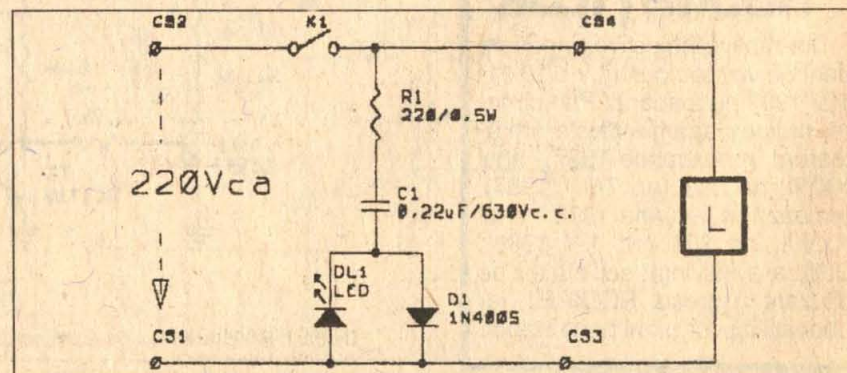 CS2 K1 CS4
R1
220/0.5W
220Vca
C1
0,22uF/630Vc.c.
L
DL1
LED
D1
1N4005
CS1 CS3